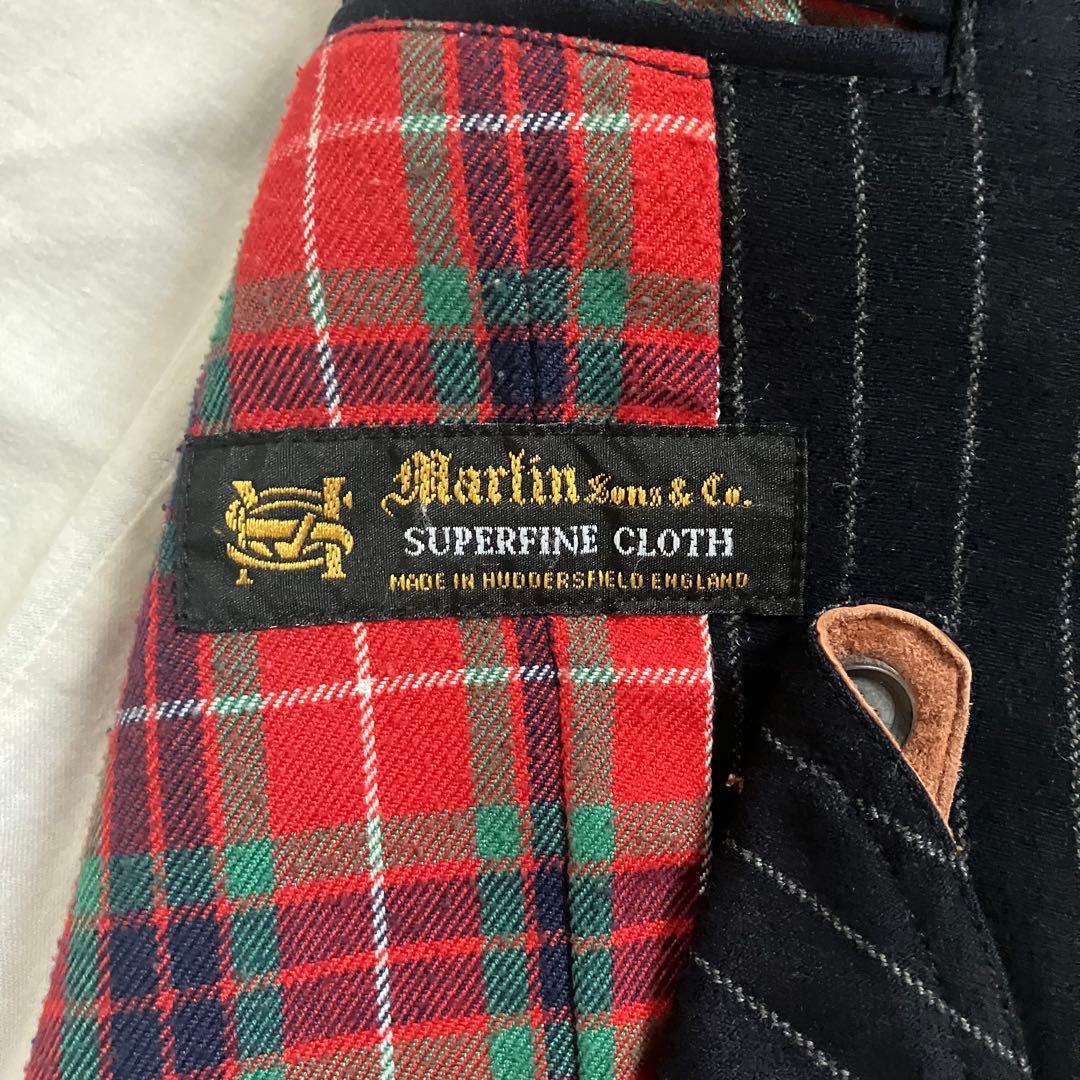 Martin Sons & Co.
SUPERFINE CLOTH
MADE IN HUDDERSFIELD ENGLAND